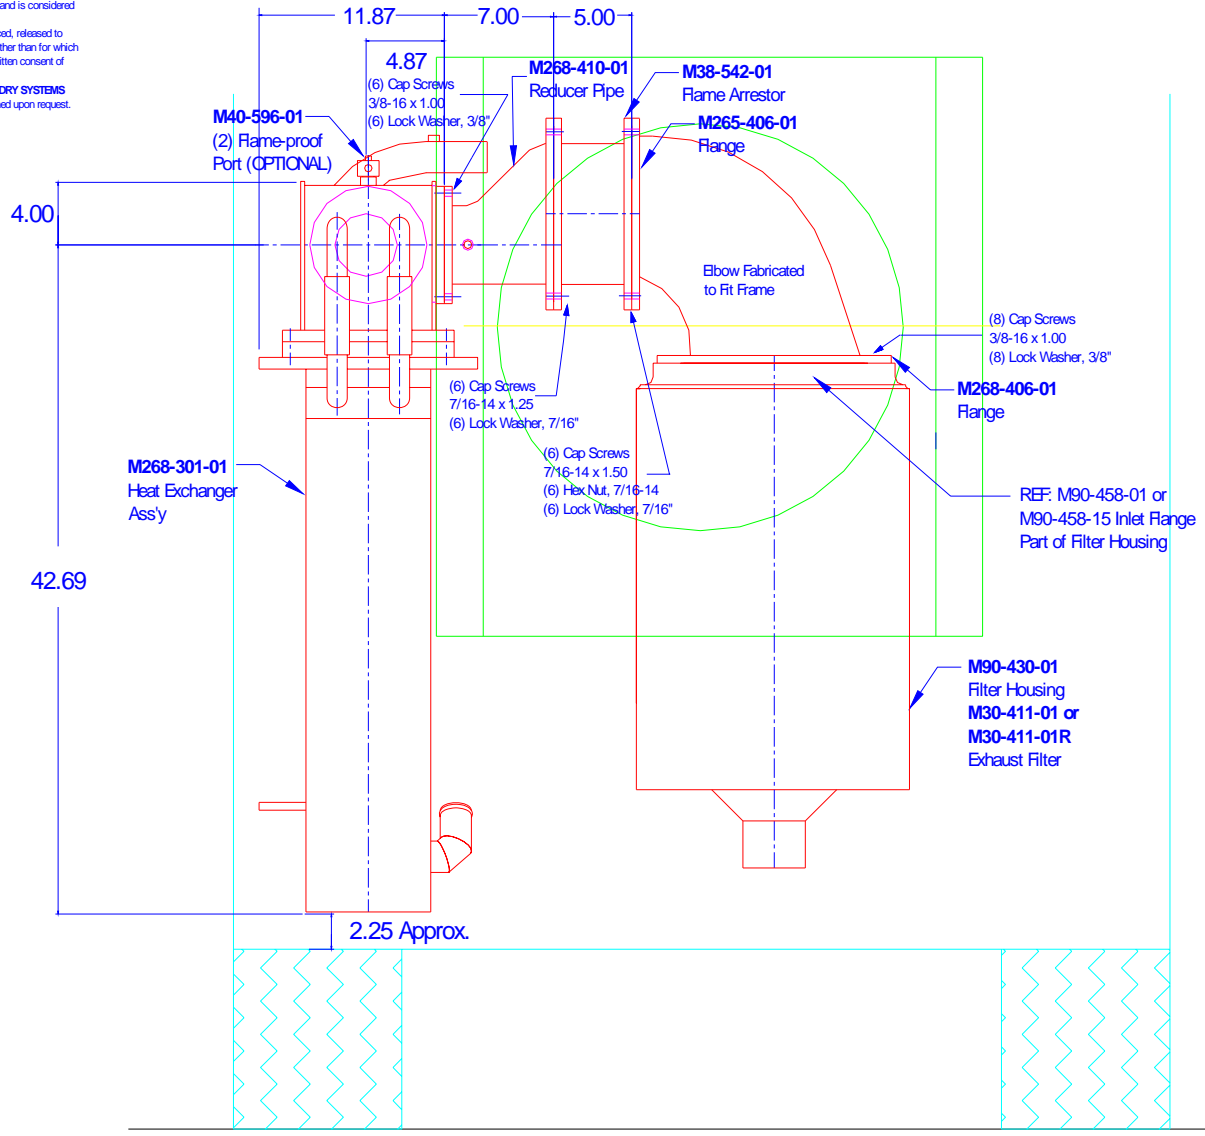 and is considered
ced, released to
ther than for which
itten consent of
DRY SYSTEMS
ned upon request.
11.87
7.00
5.00
4.87
(6) Cap Screws
3/8-16 x 1.00
(6) Lock Washer, 3/8"
M268-410-01
Reducer Pipe
M38-542-01
Flame Arrestor
M265-406-01
Flange
M40-596-01
(2) Flame-proof
Port (OPTIONAL)
4.00
Elbow Fabricated
to Fit Frame
(8) Cap Screws
3/8-16 x 1.00
(8) Lock Washer, 3/8"
M268-406-01
Flange
(6) Cap Screws
7/16-14 x 1.25
(6) Lock Washer, 7/16"
(6) Cap Screws
7/16-14 x 1.50
(6) Hex Nut, 7/16-14
(6) Lock Washer, 7/16"
M268-301-01
Heat Exchanger
Ass'y
REF: M90-458-01 or
M90-458-15 Inlet Flange
Part of Filter Housing
42.69
M90-430-01
Filter Housing
M30-411-01 or
M30-411-01R
Exhaust Filter
2.25 Approx.